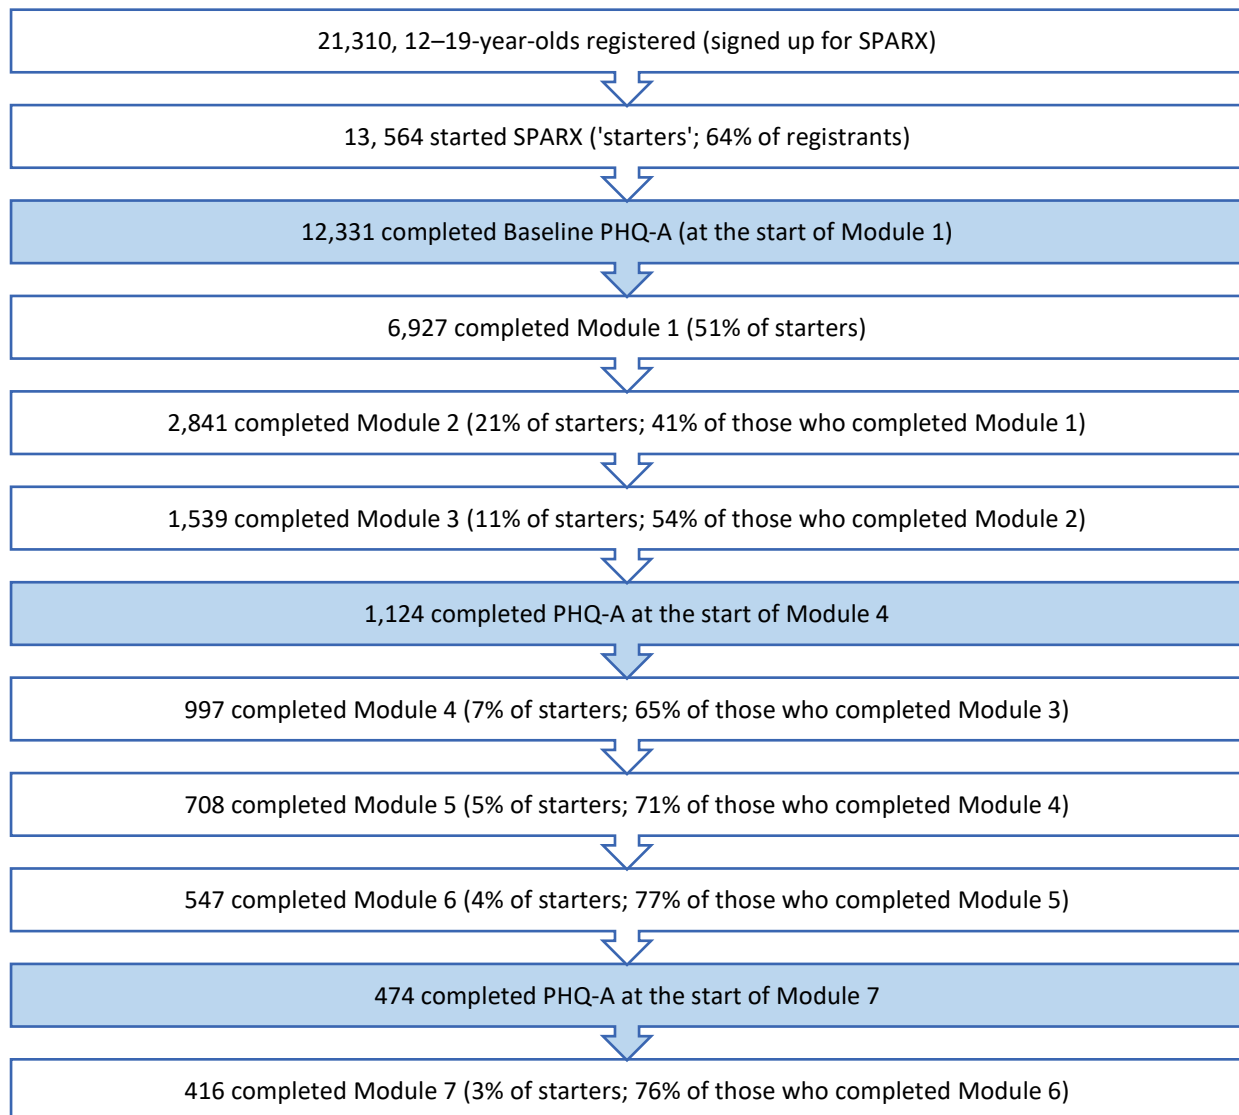 21,310, 12–19-year-olds registered (signed up for SPARX)
13, 564 started SPARX ('starters'; 64% of registrants)
12,331 completed Baseline PHQ-A (at the start of Module 1)
6,927 completed Module 1 (51% of starters)
2,841 completed Module 2 (21% of starters; 41% of those who completed Module 1)
1,539 completed Module 3 (11% of starters; 54% of those who completed Module 2)
1,124 completed PHQ-A at the start of Module 4
997 completed Module 4 (7% of starters; 65% of those who completed Module 3)
708 completed Module 5 (5% of starters; 71% of those who completed Module 4)
547 completed Module 6 (4% of starters; 77% of those who completed Module 5)
474 completed PHQ-A at the start of Module 7
416 completed Module 7 (3% of starters; 76% of those who completed Module 6)